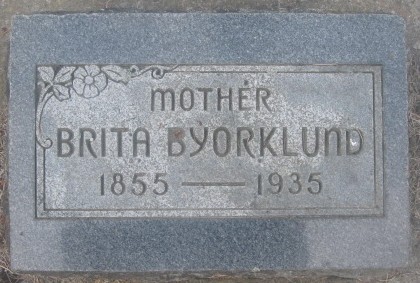 MOTHER
BRITA BYORKLUND
1855 — 1935